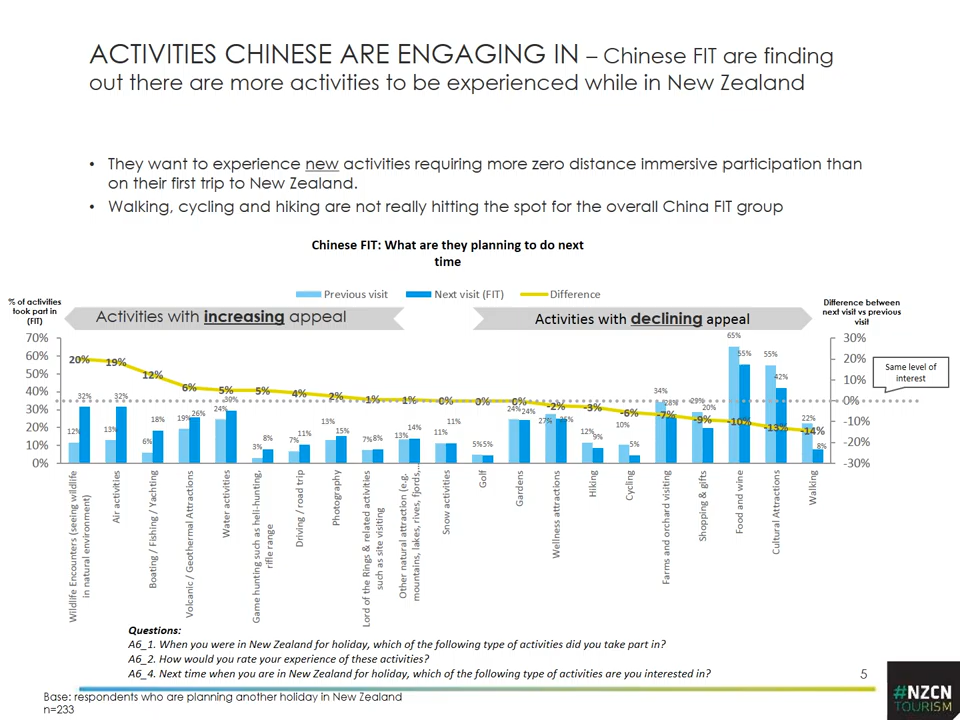 ACTIVITIES CHINESE ARE ENGAGING IN – Chinese FIT are finding
out there are more activities to be experienced while in New Zealand
• They want to experience new activities requiring more zero distance immersive participation than
on their first trip to New Zealand.
• Walking, cycling and hiking are not really hitting the spot for the overall China FIT group
Chinese FIT: What are they planning to do next
time
Previous visit Next visit (FIT) Difference
% of activities
took part in
(FIT)
Activities with increasing appeal
Activities with declining appeal
Difference between
next visit vs previous
visit
70%
60%
50%
40%
30%
20%
10%
0%
30%
20%
10%
0%
-10%
-20%
-30%
Same level of
interest
20% 19% 12% 6% 5% 5% 4% 2% 1% 1% 0% 0% 0% -2% -3% -6% -7% -9% -10% -13% -14%
12% 32%
13% 32%
6% 18%
19% 26%
24% 30%
3% 8%
7% 11%
13% 15%
7% 8%
13% 14%
11% 11%
5% 5%
24% 24%
27% 25%
12% 9%
10% 5%
34% 28%
29% 20%
65% 55%
55% 42%
22% 8%
Wildlife Encounters (seeing wildlife
in natural environment)
Air activities
Boating / Fishing / Yachting
Volcanic / Geothermal Attractions
Water activities
Game hunting such as heli-hunting,
rifle range
Driving / road trip
Photography
Lord of the Rings & related activities
such as site visiting
Other natural attraction (e.g.
mountains, lakes, rives, fjords,…
Snow activities
Golf
Gardens
Wellness attractions
Hiking
Cycling
Farms and orchard visiting
Shopping & gifts
Food and wine
Cultural Attractions
Walking
Questions:
A6_1. When you were in New Zealand for holiday, which of the following type of activities did you take part in?
A6_2. How would you rate your experience of these activities?
A6_4. Next time when you are in New Zealand for holiday, which of the following type of activities are you interested in?
5
Base: respondents who are planning another holiday in New Zealand
n=233
#NZCN
TOURISM